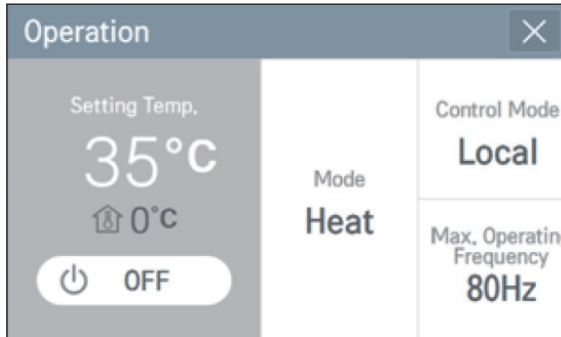 Operation
Setting Temp.
35°C
0°C
OFF
Mode
Heat
Control Mode
Local
Max. Operatin
Frequency
80Hz